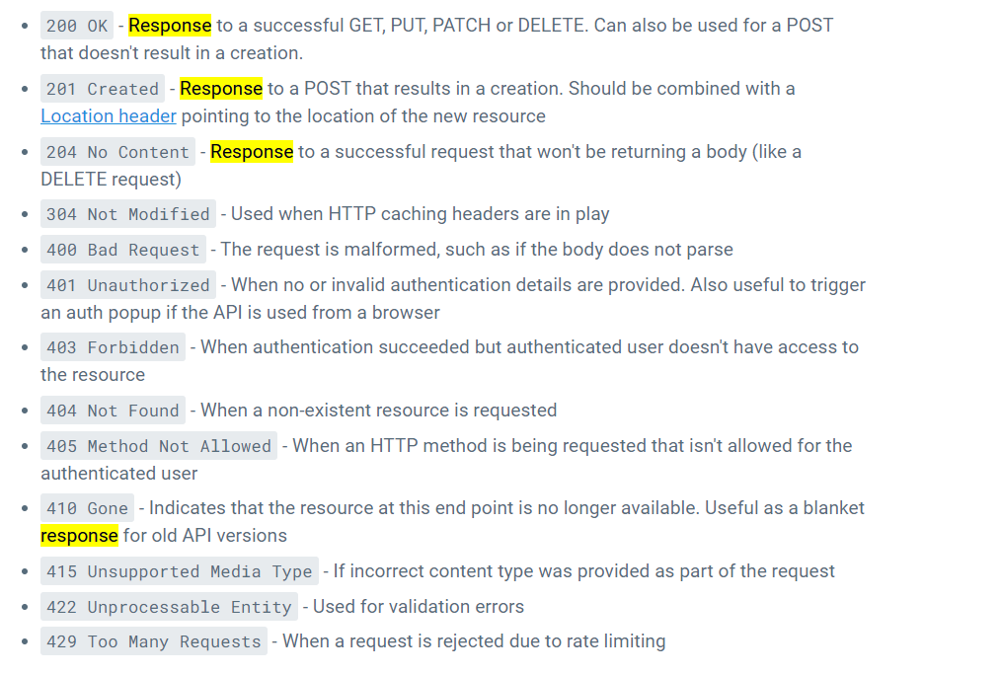 200 OK - Response to a successful GET, PUT, PATCH or DELETE. Can also be used for a POST
that doesn't result in a creation.
201 Created - Response to a POST that results in a creation. Should be combined with a
Location header pointing to the location of the new resource
204 No Content - Response to a successful request that won't be returning a body (like a
DELETE request)
304 Not Modified - Used when HTTP caching headers are in play
400 Bad Request - The request is malformed, such as if the body does not parse
401 Unauthorized - When no or invalid authentication details are provided. Also useful to trigger
an auth popup if the API is used from a browser
403 Forbidden - When authentication succeeded but authenticated user doesn't have access to
the resource
404 Not Found - When a non-existent resource is requested
405 Method Not Allowed - When an HTTP method is being requested that isn't allowed for the
authenticated user
410 Gone - Indicates that the resource at this end point is no longer available. Useful as a blanket
response for old API versions
415 Unsupported Media Type - If incorrect content type was provided as part of the request
422 Unprocessable Entity - Used for validation errors
429 Too Many Requests - When a request is rejected due to rate limiting